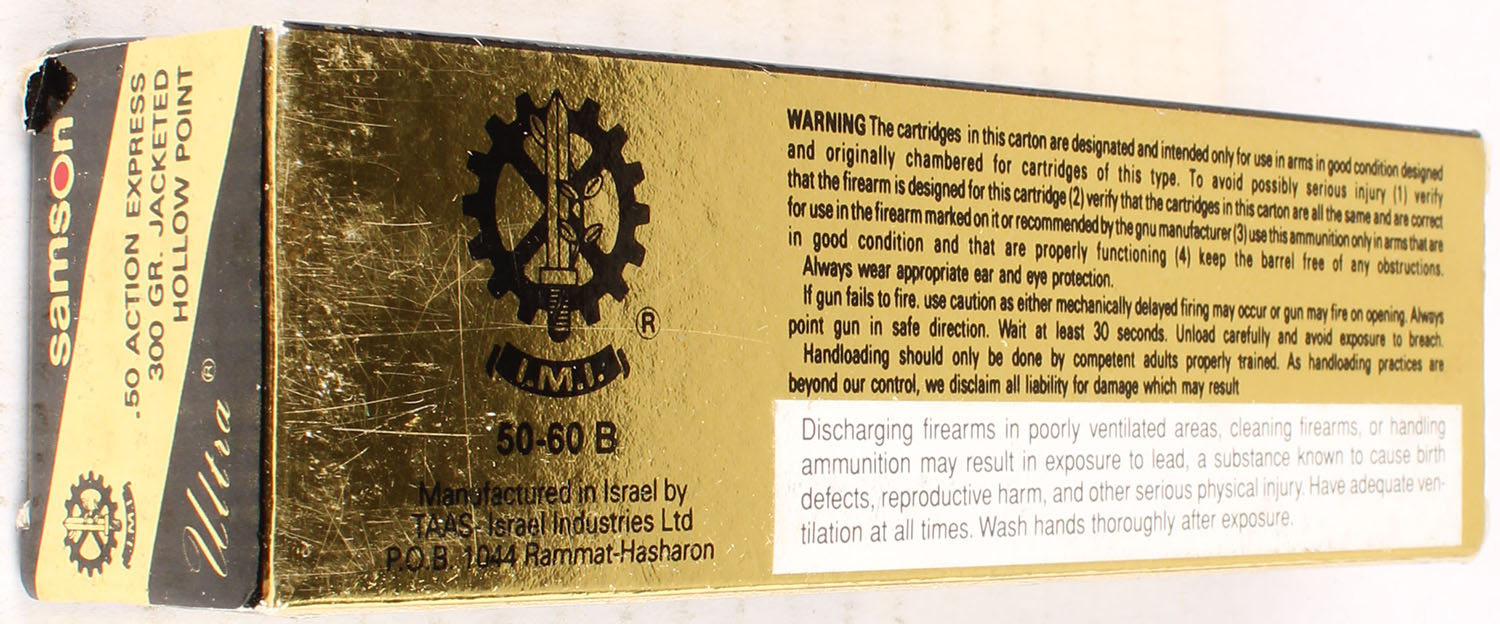 samson
.50 ACTION EXPRESS
300 GR. JACKETED
HOLLOW POINT
Ultra ®
I.M.I.
®
I.M.I.
50-60 B
Manufactured in Israel by
TAAS-Israel Industries Ltd
P.O.B. 1044 Rammat-Hasharon
WARNING The cartridges in this carton are designated and intended only for use in arms in good condition designed
and originally chambered for cartridges of this type. To avoid possibly serious injury (1) verify
that the firearm is designed for this cartridge (2) verify that the cartridges in this carton are all the same and are correct
for use in the firearm marked on it or recommended by the gnu manufacturer (3) use this ammunition only in arms that are
in good condition and that are properly functioning (4) keep the barrel free of any obstructions.
Always wear appropriate ear and eye protection.
If gun fails to fire. use caution as either mechanically delayed firing may occur or gun may fire on opening. Always
point gun in safe direction. Wait at least 30 seconds. Unload carefully and avoid exposure to breach.
Handloading should only be done by competent adults properly trained. As handloading practices are
beyond our control, we disclaim all liability for damage which may result
Discharging firearms in poorly ventilated areas, cleaning firearms, or handling
ammunition may result in exposure to lead, a substance known to cause birth
defects, reproductive harm, and other serious physical injury. Have adequate ven-
tilation at all times. Wash hands thoroughly after exposure.